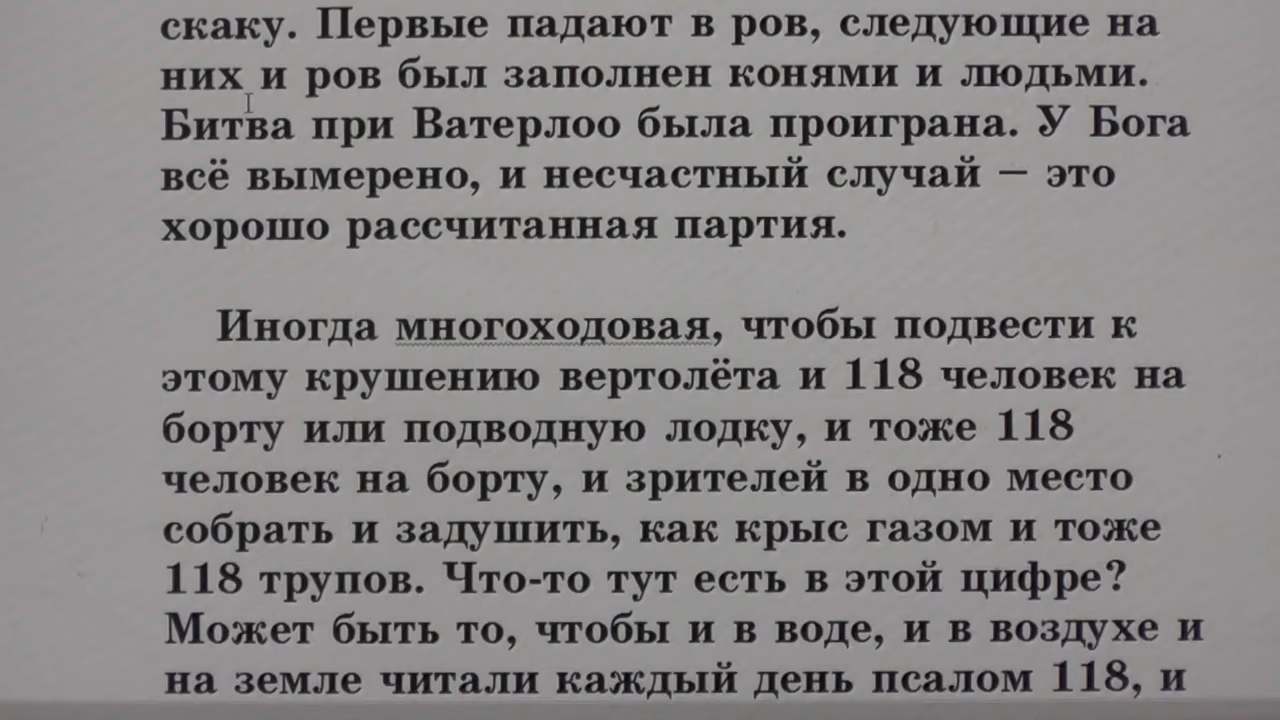 скаку. Первые падают в ров, следующие на
них и ров был заполнен конями и людьми.
Битва при Ватерлоо была проиграна. У Бога
всё вымерено, и несчастный случай – это
хорошо рассчитанная партия.
Иногда многоходовая, чтобы подвести к
этому крушению вертолёта и 118 человек на
борту или подводную лодку, и тоже 118
человек на борту, и зрителей в одно место
собрать и задушить, как крыс газом и тоже
118 трупов. Что-то тут есть в этой цифре?
Может быть то, чтобы и в воде, и в воздухе и
на земле читали каждый день псалом 118, и